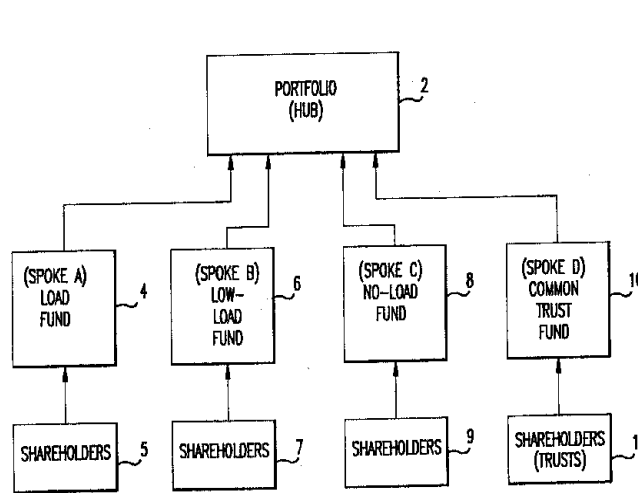 PORTFOLIO
(HUB)
2
(SPOKE A)
LOAD
FUND
4
(SPOKE B)
LOW-
LOAD
FUND
6
(SPOKE C)
NO-LOAD
FUND
8
(SPOKE D)
COMMON
TRUST
FUND
10
SHAREHOLDERS
5
SHAREHOLDERS
7
SHAREHOLDERS
9
SHAREHOLDERS
(TRUSTS)